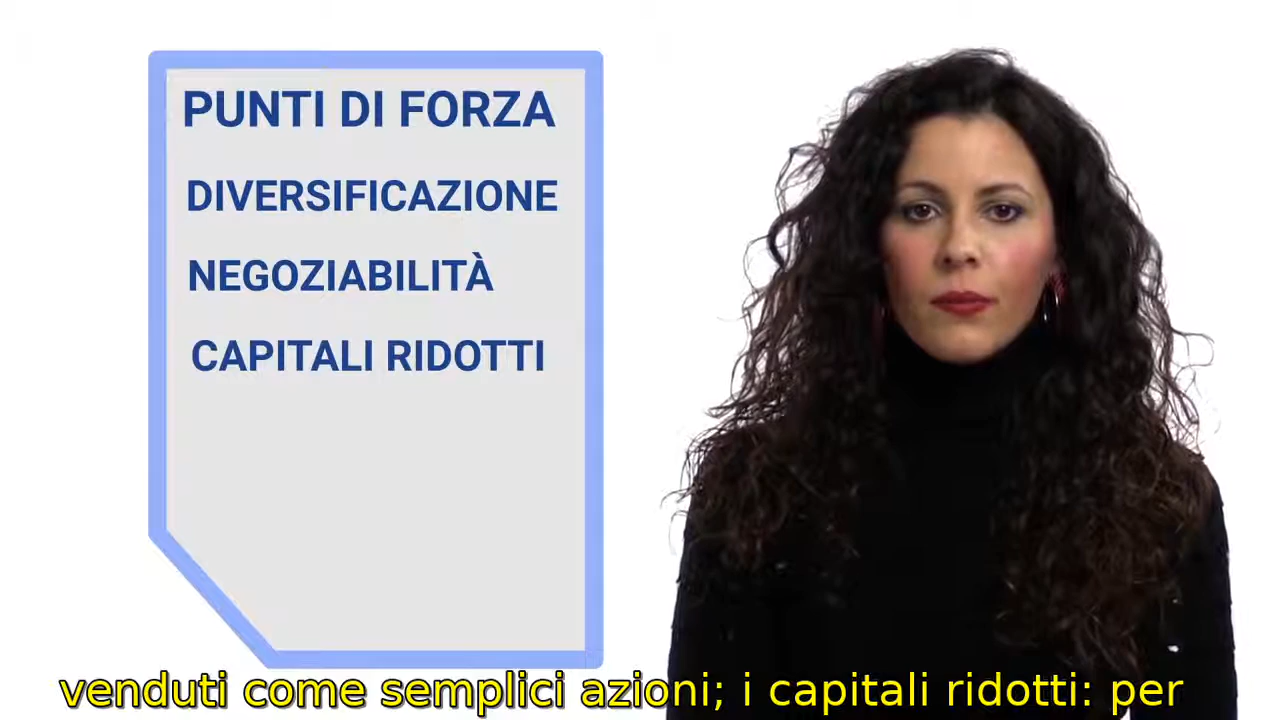 PUNTI DI FORZA
DIVERSIFICAZIONE
NEGOZIABILITÀ
CAPITALI RIDOTTI
venduti come semplici azioni; i capitali ridotti: per